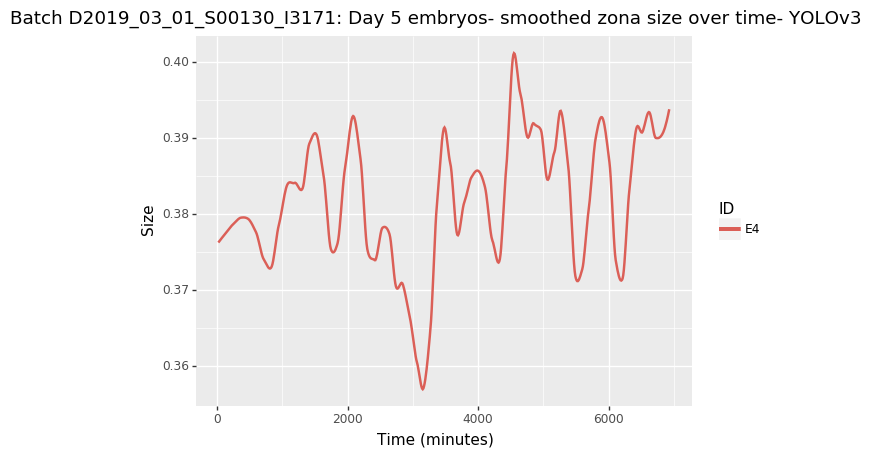 Batch D2019_03_01_S00130_I3171: Day 5 embryos- smoothed zona size over time- YOLOv3
0.40
0.39
0.38
0.37
0.36
Size
0
2000
4000
6000
Time (minutes)
ID
E4